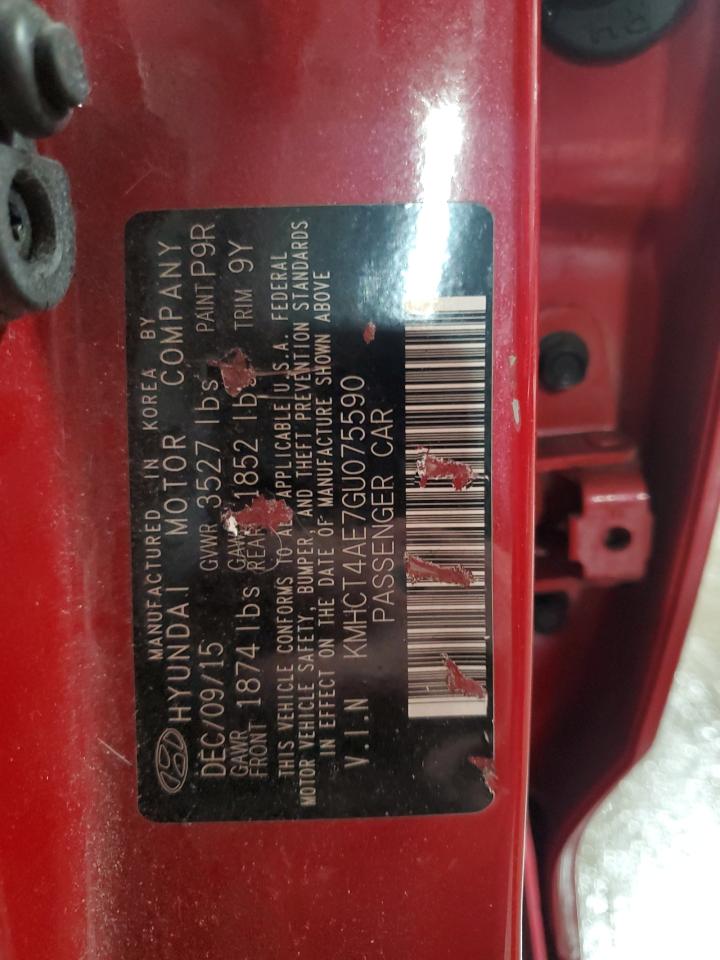 MANUFACTURED IN KOREA BY
HYUNDAI MOTOR COMPANY
DEC/09/15 GVWR 3527 lbs PAINT P9R
GAWR FRONT 1874 lbs REAR 1852 TRIM 9Y
THIS VEHICLE CONFORMS TO APPLICABLE U.S.A. FEDERAL
MOTOR VEHICLE SAFETY, BUMPER, AND THEFT PREVENTION STANDARDS
IN EFFECT ON THE DATE OF MANUFACTURE SHOWN ABOVE
V.I.N KMHCT4AE7GU075590
PASSENGER CAR